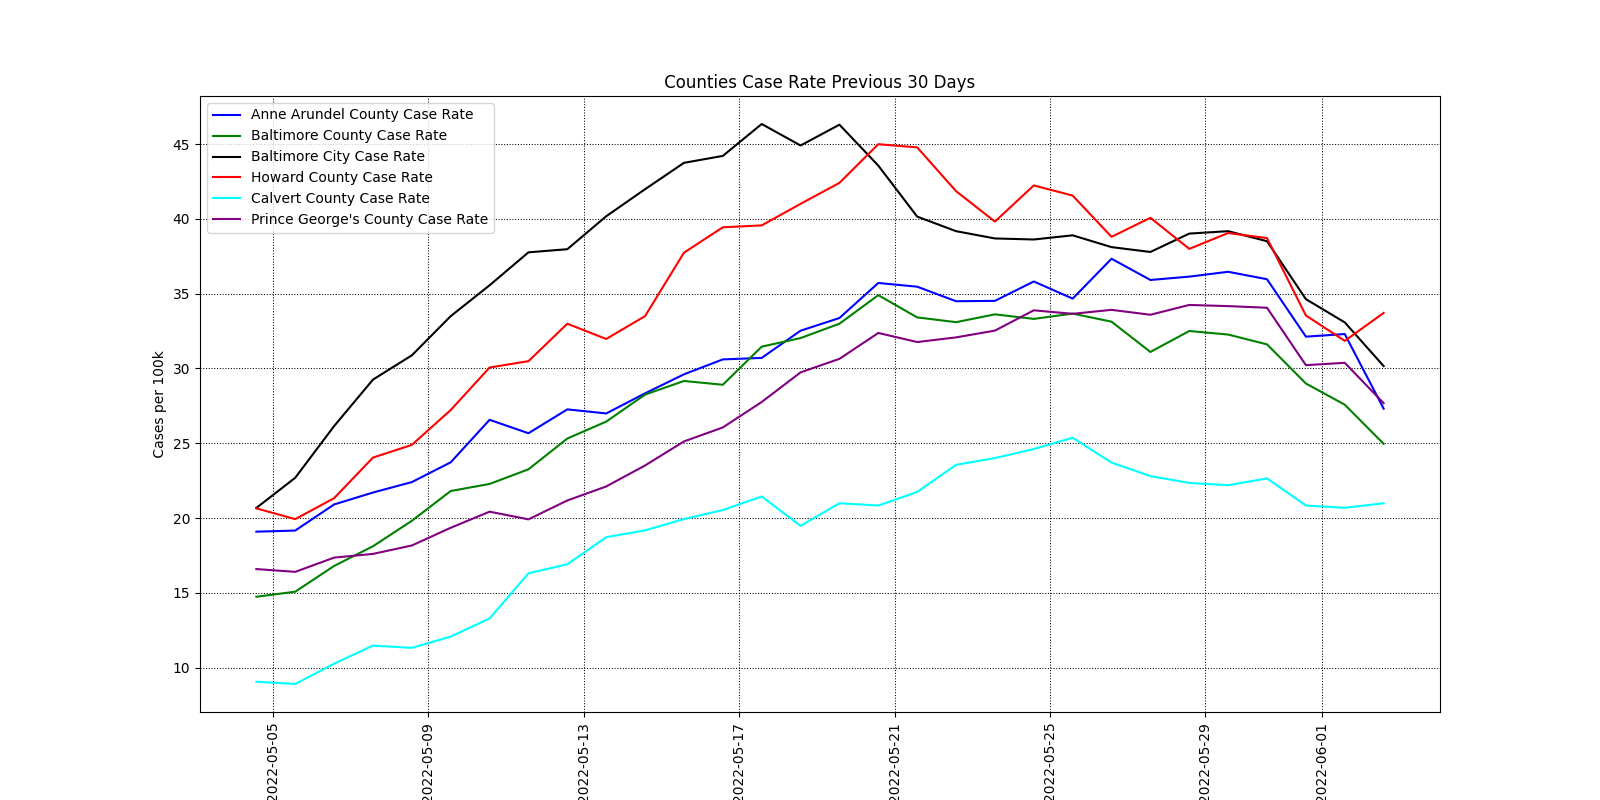 Counties Case Rate Previous 30 Days
Anne Arundel County Case Rate
Baltimore County Case Rate
Baltimore City Case Rate
Howard County Case Rate
Calvert County Case Rate
Prince George's County Case Rate
Cases per 100k
45
40
35
30
25
20
15
10
2022-05-05
2022-05-09
2022-05-13
2022-05-17
2022-05-21
2022-05-25
2022-05-29
2022-06-01